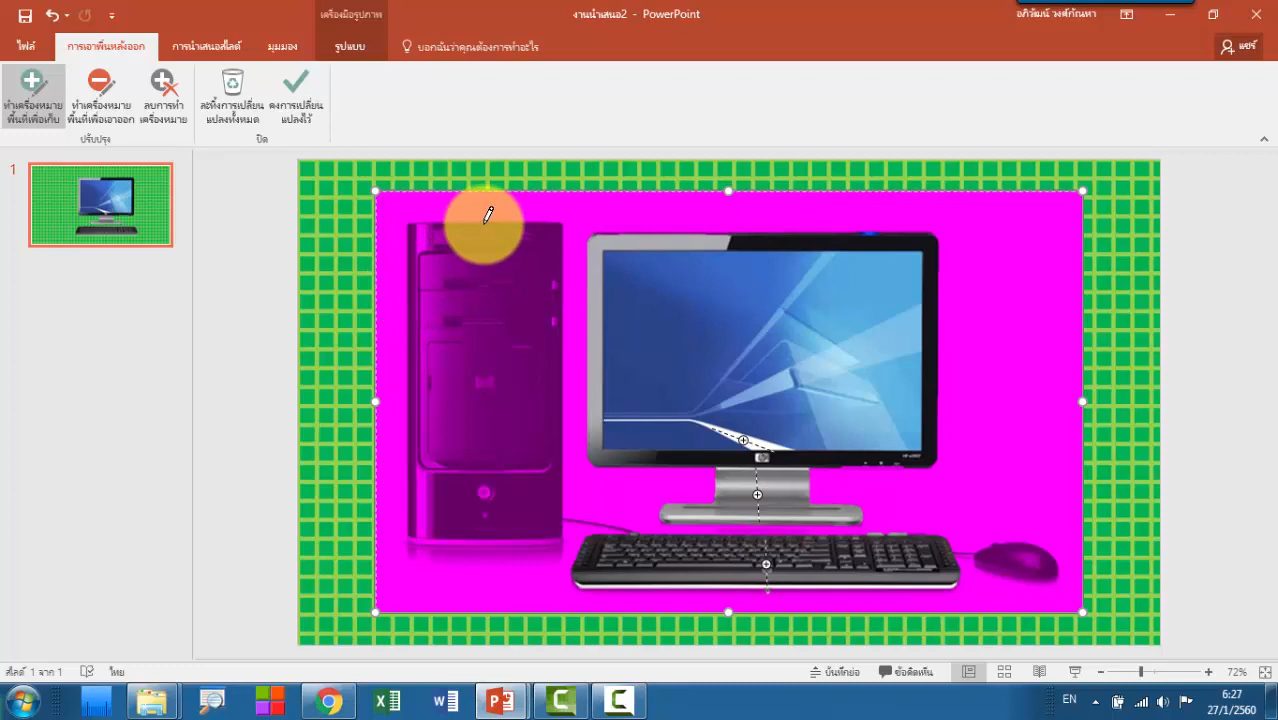 เครื่องมือรูปภาพ
งานนำเสนอ2 - PowerPoint
อภิวัฒน์ วงศ์กัณหา
ไฟล์
การเอาพื้นหลังออก
การนำเสนอสไลด์
มุมมอง
รูปแบบ
บอกฉันว่าคุณต้องการทำอะไร
แชร์
ทำเครื่องหมาย
พื้นที่เพื่อเก็บ
ทำเครื่องหมาย
พื้นที่เพื่อเอาออก
ลบการทำ
เครื่องหมาย
ละทิ้งการเปลี่ยน
แปลงทั้งหมด
คงการเปลี่ยน
แปลงไว้
ปรับปรุง
ปิด
1
hp
สไลด์ 1 จาก 1
ไทย
บันทึกย่อ
ข้อคิดเห็น
72%
EN
6:27
27/1/2560